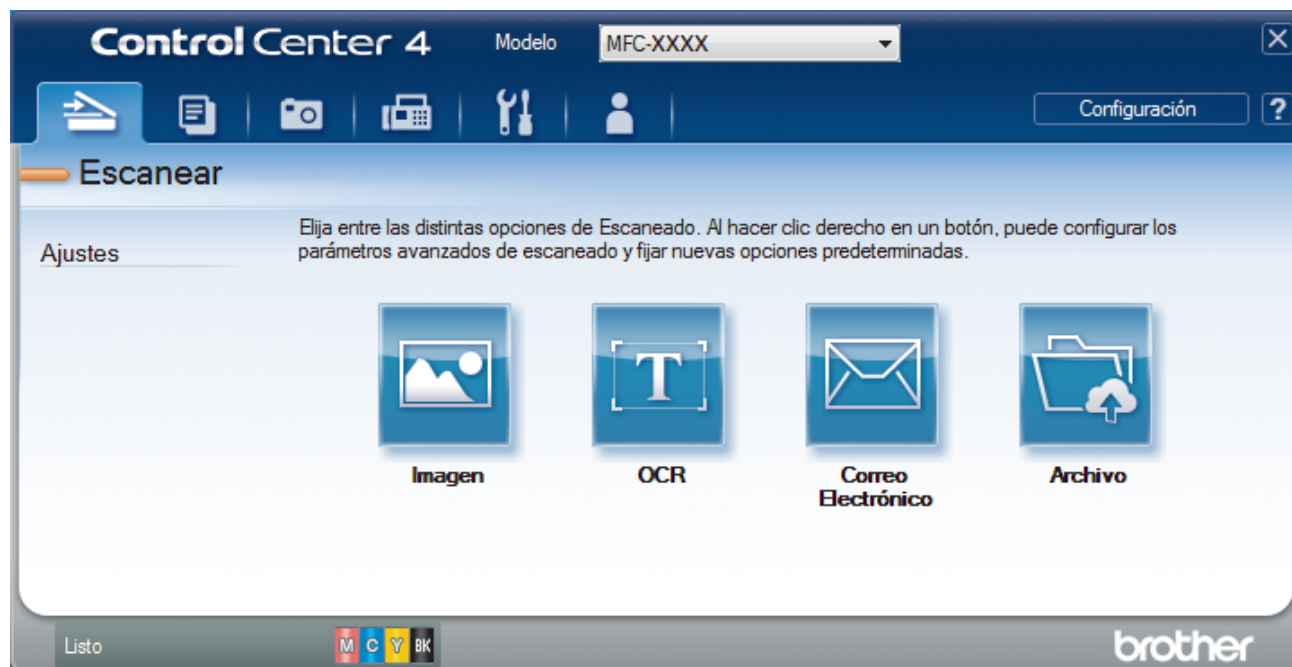 Control Center 4
Modelo
MFC-XXXX
Configuración
?
Escanear
Ajustes
Elija entre las distintas opciones de Escaneado. Al hacer clic derecho en un botón, puede configurar los
parámetros avanzados de escaneado y fijar nuevas opciones predeterminadas.
T
Imagen
OCR
Correo
Electrónico
Archivo
Listo
M C Y BK
brother